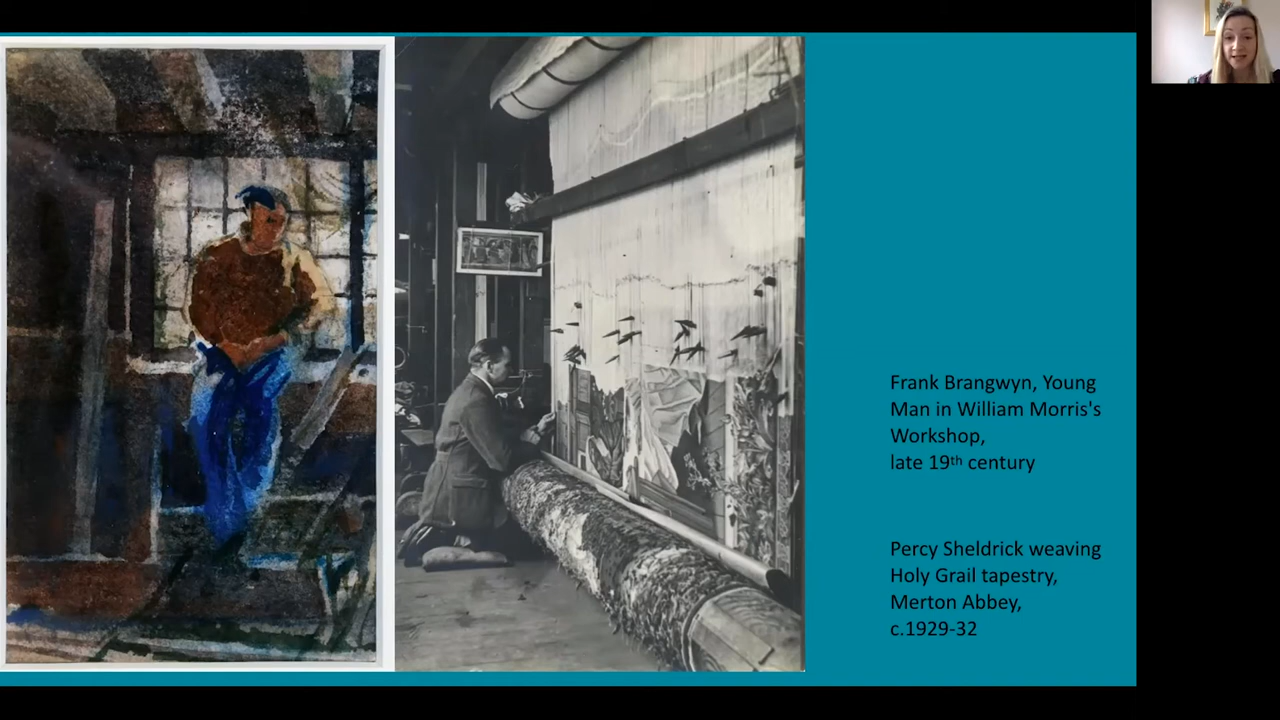 Frank Brangwyn, Young
Man in William Morris's
Workshop,
late 19th century
Percy Sheldrick weaving
Holy Grail tapestry,
Merton Abbey,
c.1929-32